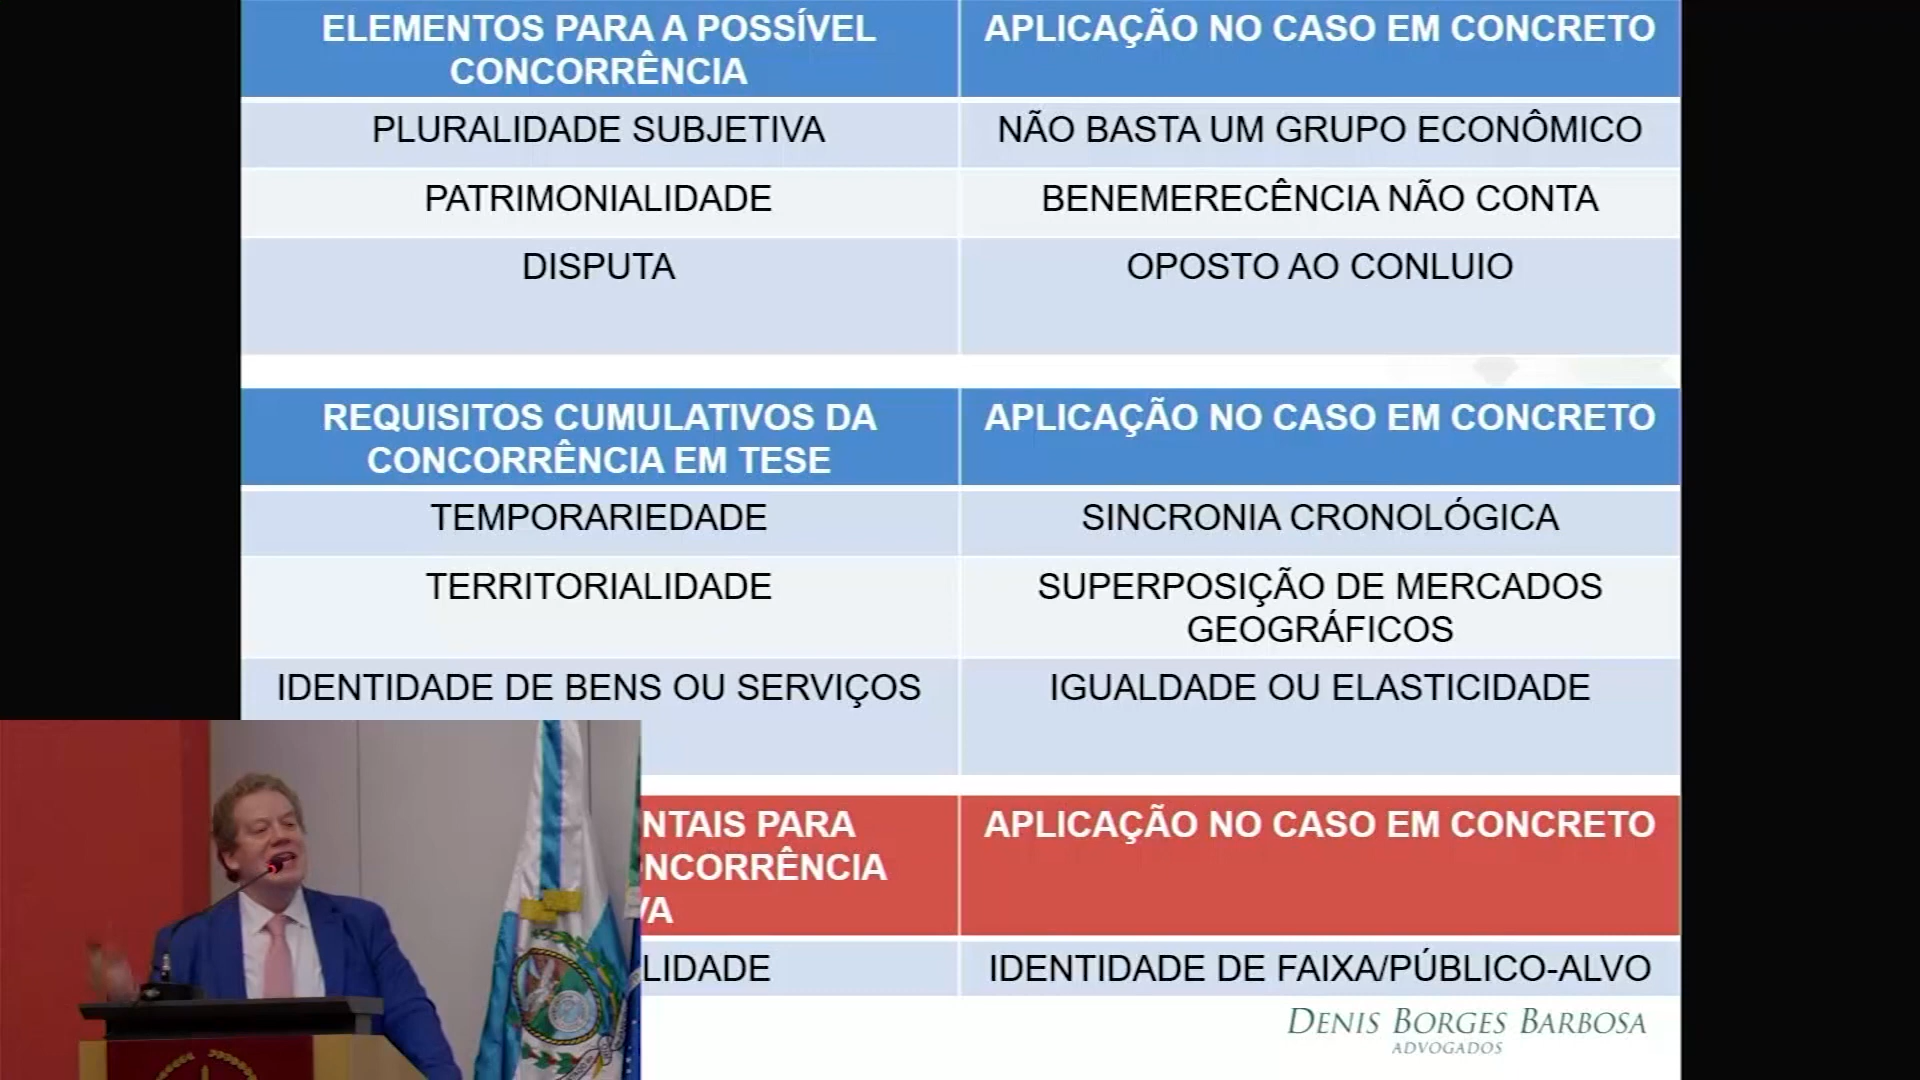 ELEMENTOS PARA A POSSÍVEL
CONCORRÊNCIA
APLICAÇÃO NO CASO EM CONCRETO
PLURALIDADE SUBJETIVA
NÃO BASTA UM GRUPO ECONÔMICO
PATRIMONIALIDADE
BENEMERECÊNCIA NÃO CONTA
DISPUTA
OPOSTO AO CONLUIO
REQUISITOS CUMULATIVOS DA
CONCORRÊNCIA EM TESE
APLICAÇÃO NO CASO EM CONCRETO
TEMPORARIEDADE
SINCRONIA CRONOLÓGICA
TERRITORIALIDADE
SUPERPOSIÇÃO DE MERCADOS
GEOGRÁFICOS
IDENTIDADE DE BENS OU SERVIÇOS
IGUALDADE OU ELASTICIDADE
NTAIS PARA
NCORRÊNCIA
VA
APLICAÇÃO NO CASO EM CONCRETO
LIDADE
IDENTIDADE DE FAIXA/PÚBLICO-ALVO
DENIS BORGES BARBOSA
ADVOGADOS